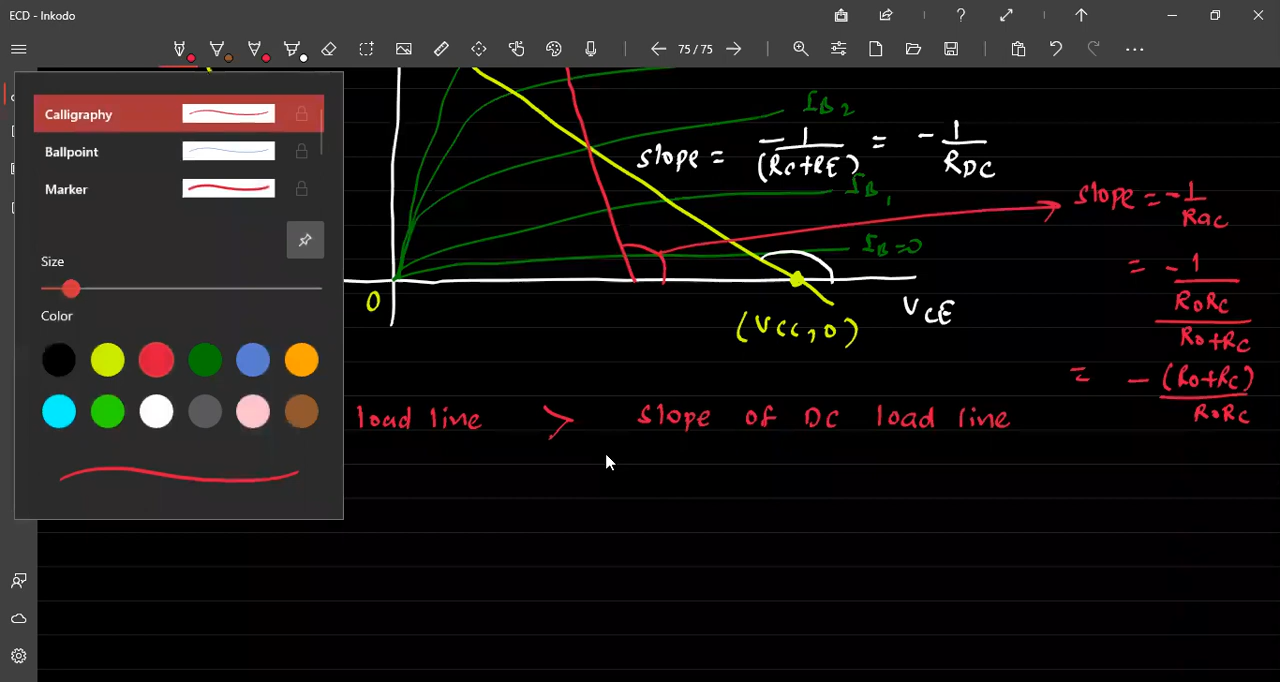 ECD - Inkodo
75 / 75
Calligraphy
Ballpoint
Marker
Size
Color
IB2
slope = -1/(RC+RE) = -1/RDC
IB1
IB=0
slope = -1/Rac
= -1/(RoRc/Ro+Rc)
= -(Ro+Rc)/RoRc
0
(VCC, 0)
VCE
load line > slope of DC load line